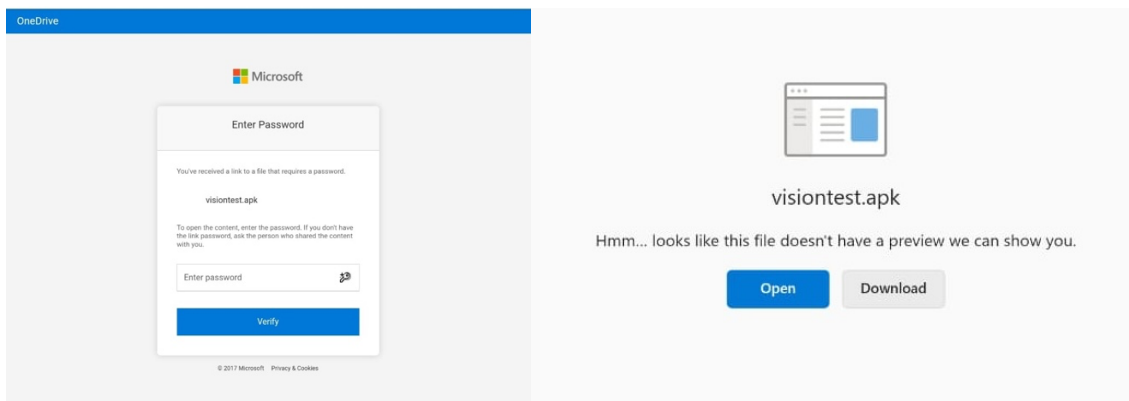 OneDrive
Microsoft
Enter Password
You've received a link to a file that requires a password.
visiontest.apk
To open the content, enter the password. If you don't have
the link password, ask the person who shared the content
with you.
Enter password
Verify
© 2017 Microsoft Privacy & Cookies
visiontest.apk
Hmm... looks like this file doesn't have a preview we can show you.
Open Download